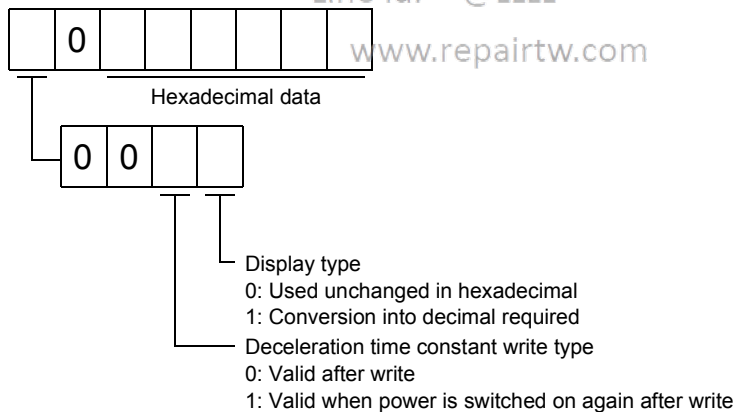 www.repairtw.com
0
Hexadecimal data
0 0
Display type
0: Used unchanged in hexadecimal
1: Conversion into decimal required
Deceleration time constant write type
0: Valid after write
1: Valid when power is switched on again after write